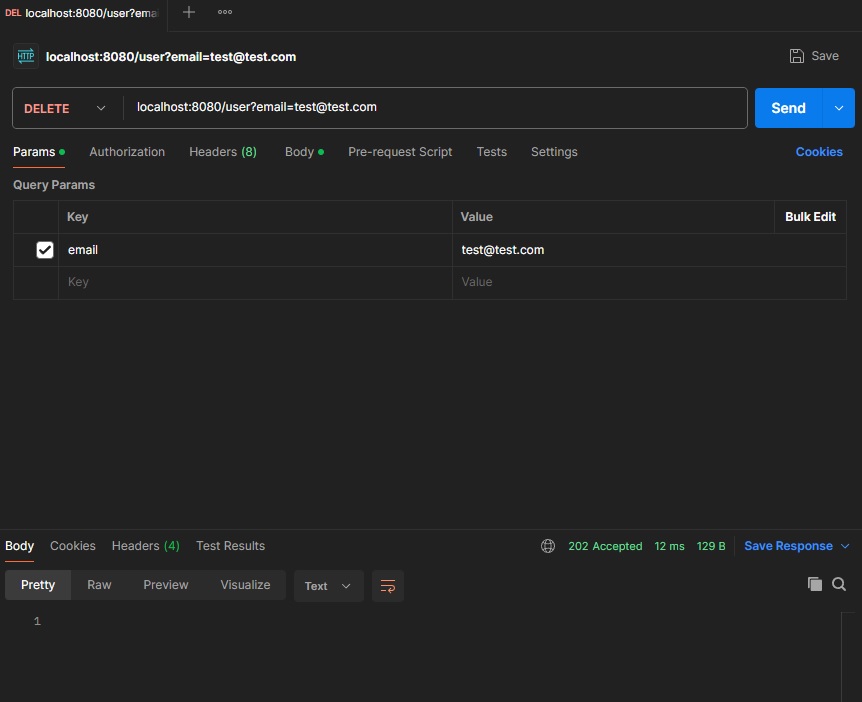 DEL localhost:8080/user?emai
HTTP localhost:8080/user?email=test@test.com Save
DELETE localhost:8080/user?email=test@test.com Send
Params Authorization Headers (8) Body Pre-request Script Tests Settings Cookies
Query Params
Key Value Bulk Edit
email test@test.com
Key Value
Body Cookies Headers (4) Test Results 202 Accepted 12 ms 129 B Save Response
Pretty Raw Preview Visualize Text
1